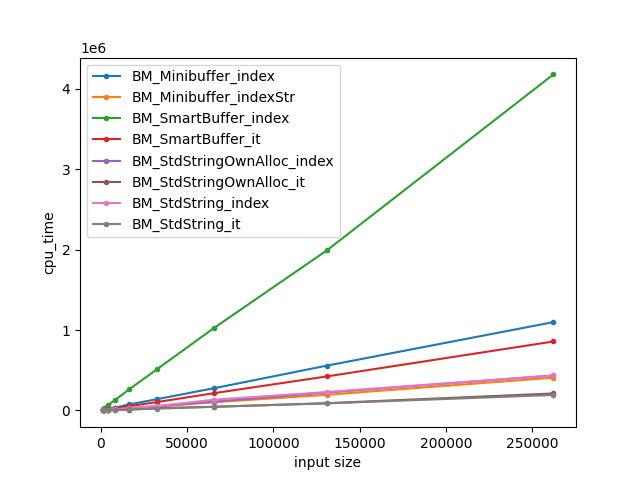 1e6
4
3
2
1
0
cpu_time
BM_Minibuffer_index
BM_Minibuffer_indexStr
BM_SmartBuffer_index
BM_SmartBuffer_it
BM_StdStringOwnAlloc_index
BM_StdStringOwnAlloc_it
BM_StdString_index
BM_StdString_it
0 50000 100000 150000 200000 250000
input size